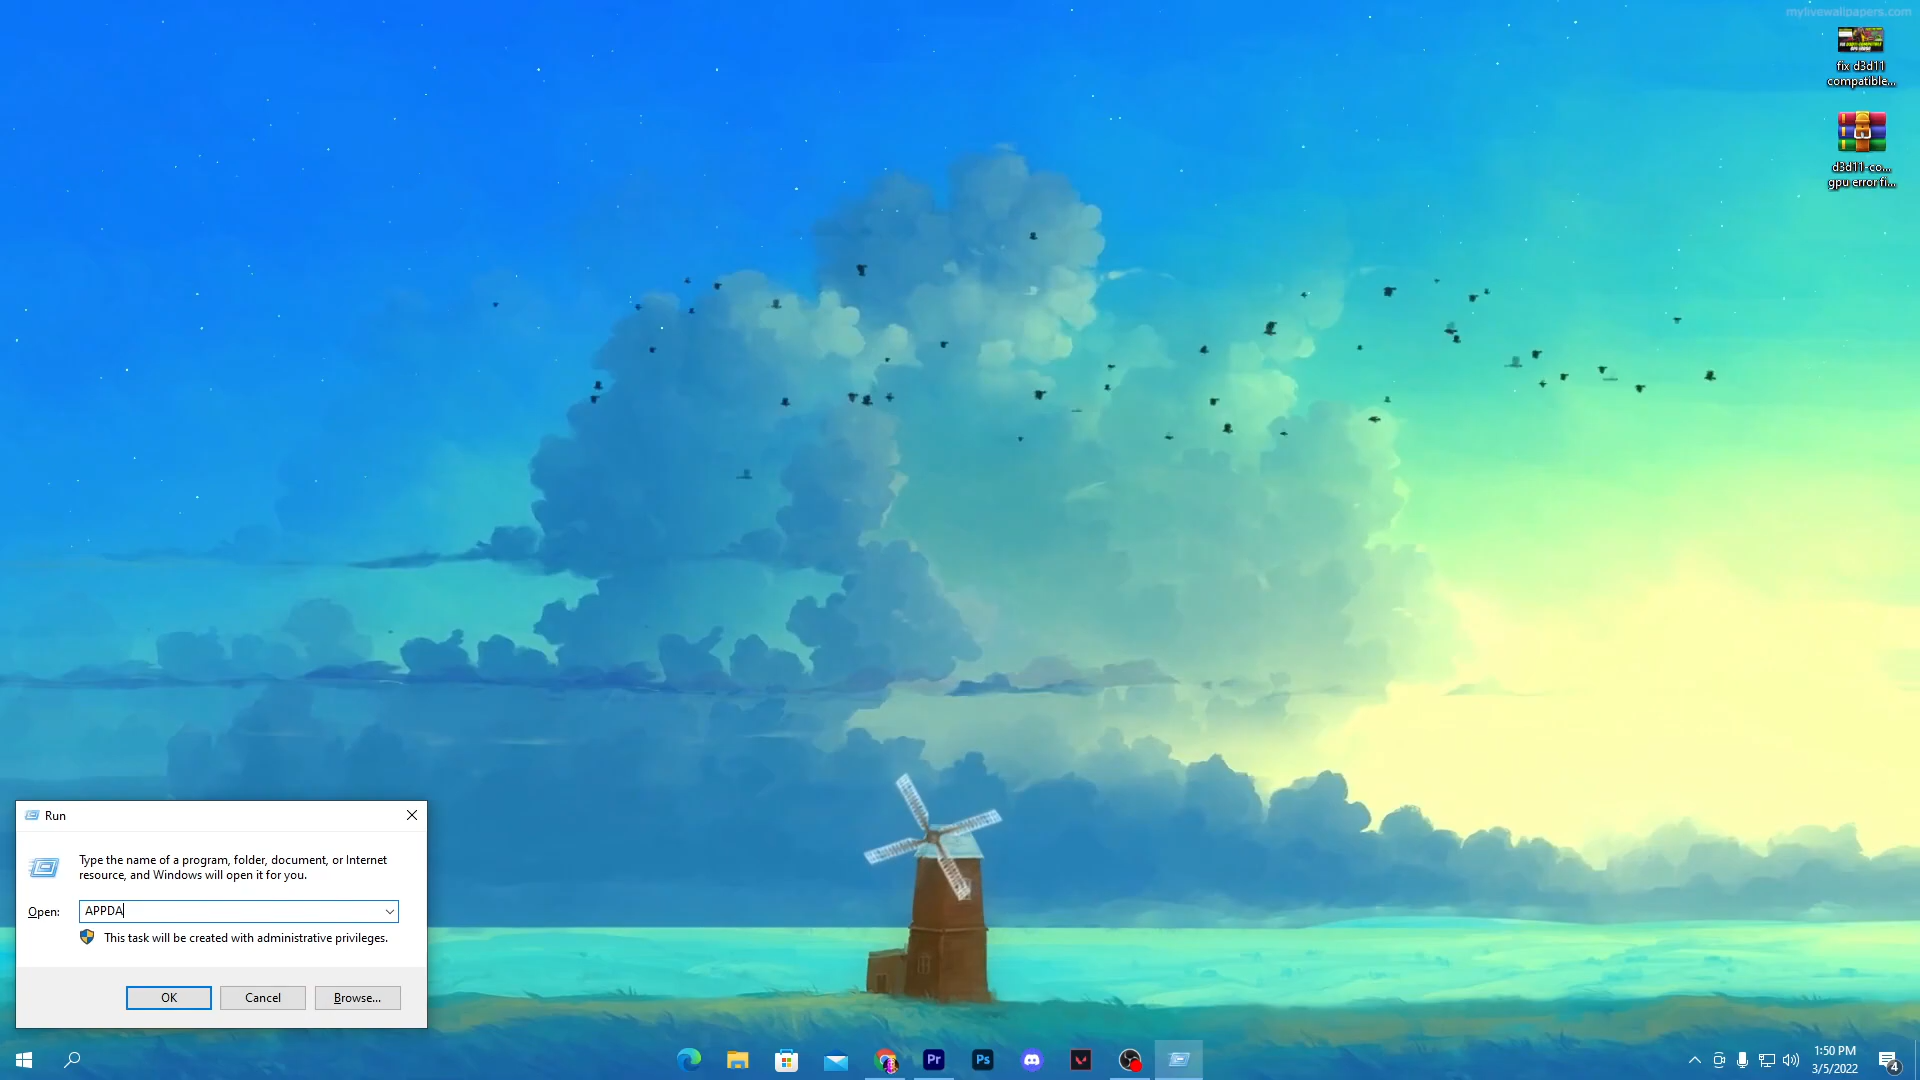 mylivewallpapers.com
fix d3d11
compatible...
d3d11-co...
gpu error fi...
Run
Type the name of a program, folder, document, or Internet
resource, and Windows will open it for you.
Open:
APPDA
This task will be created with administrative privileges.
OK
Cancel
Browse...
Pr
Ps
1:50 PM
3/5/2022
4